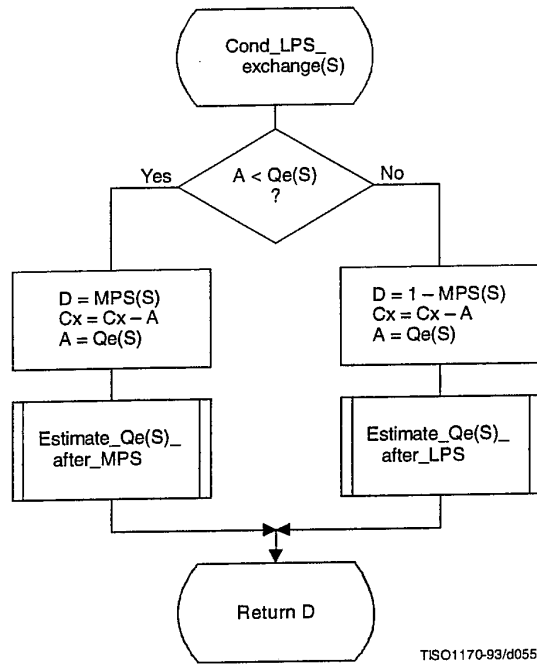 Cond_LPS_
exchange(S)
A < Qe(S)
?
Yes
No
D = MPS(S)
Cx = Cx – A
A = Qe(S)
D = 1 – MPS(S)
Cx = Cx – A
A = Qe(S)
Estimate_Qe(S)_
after_MPS
Estimate_Qe(S)_
after_LPS
Return D
TISO1170-93/d055